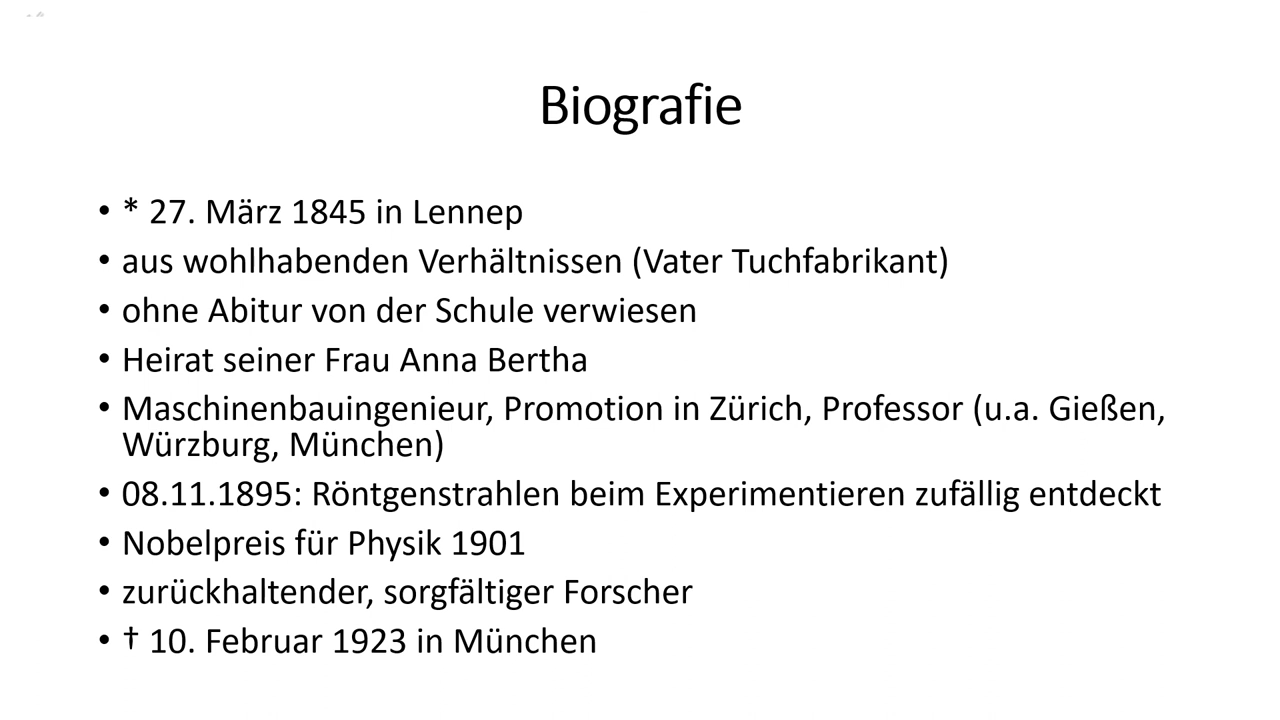 Biografie
• * 27. März 1845 in Lennep
• aus wohlhabenden Verhältnissen (Vater Tuchfabrikant)
• ohne Abitur von der Schule verwiesen
• Heirat seiner Frau Anna Bertha
• Maschinenbauingenieur, Promotion in Zürich, Professor (u.a. Gießen,
Würzburg, München)
• 08.11.1895: Röntgenstrahlen beim Experimentieren zufällig entdeckt
• Nobelpreis für Physik 1901
• zurückhaltender, sorgfältiger Forscher
• † 10. Februar 1923 in München